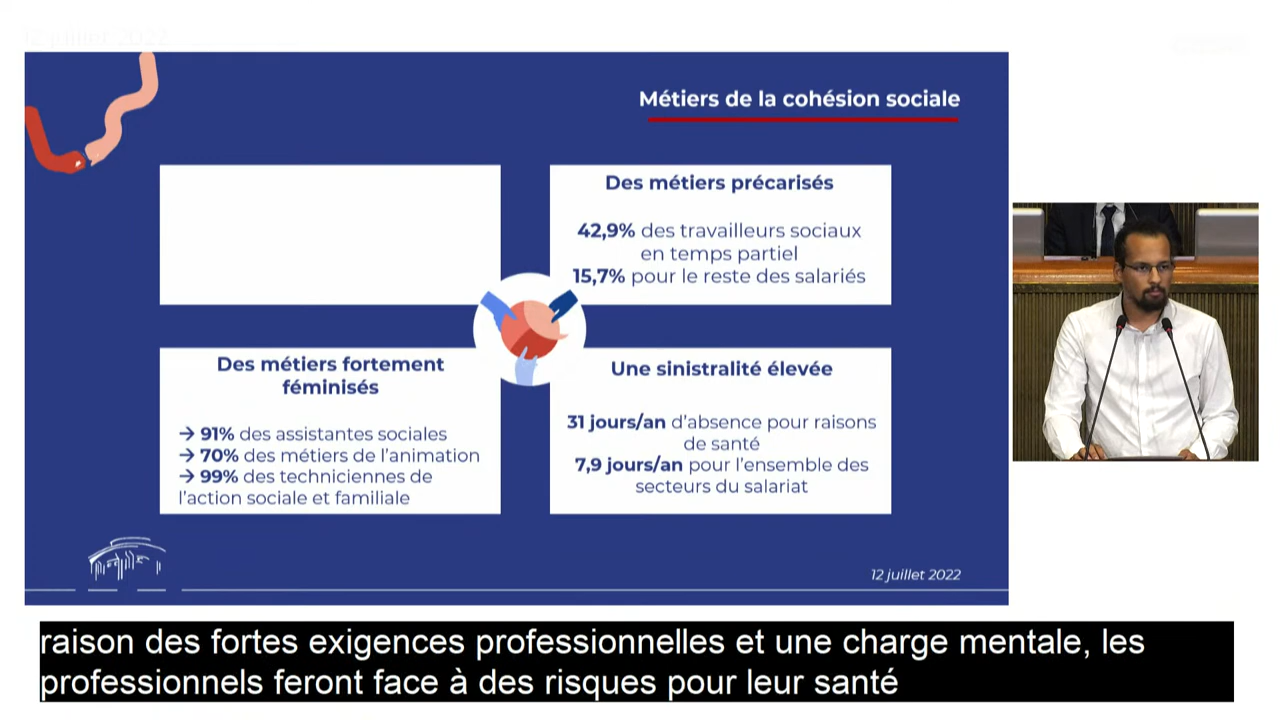 12 juillet 2022
Métiers de la cohésion sociale
Des métiers précarisés
42,9% des travailleurs sociaux
en temps partiel
15,7% pour le reste des salariés
Des métiers fortement
féminisés
→ 91% des assistantes sociales
→ 70% des métiers de l'animation
→ 99% des techniciennes de
l'action sociale et familiale
Une sinistralité élevée
31 jours/an d'absence pour raisons
de santé
7,9 jours/an pour l'ensemble des
secteurs du salariat
12 juillet 2022
raison des fortes exigences professionnelles et une charge mentale, les
professionnels feront face à des risques pour leur santé